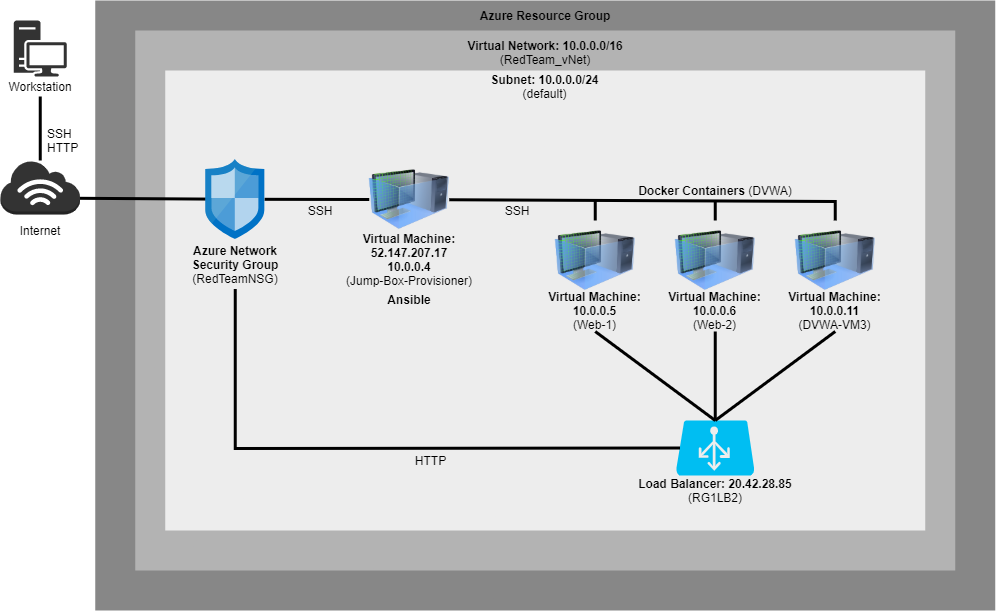 Azure Resource Group
Virtual Network: 10.0.0.0/16
(RedTeam_vNet)
Subnet: 10.0.0.0/24
(default)
Workstation
SSH
HTTP
Internet
Azure Network
Security Group
(RedTeamNSG)
SSH
Virtual Machine:
52.147.207.17
10.0.0.4
(Jump-Box-Provisioner)
Ansible
SSH
Docker Containers (DVWA)
Virtual Machine:
10.0.0.5
(Web-1)
Virtual Machine:
10.0.0.6
(Web-2)
Virtual Machine:
10.0.0.11
(DVWA-VM3)
HTTP
Load Balancer: 20.42.28.85
(RG1LB2)